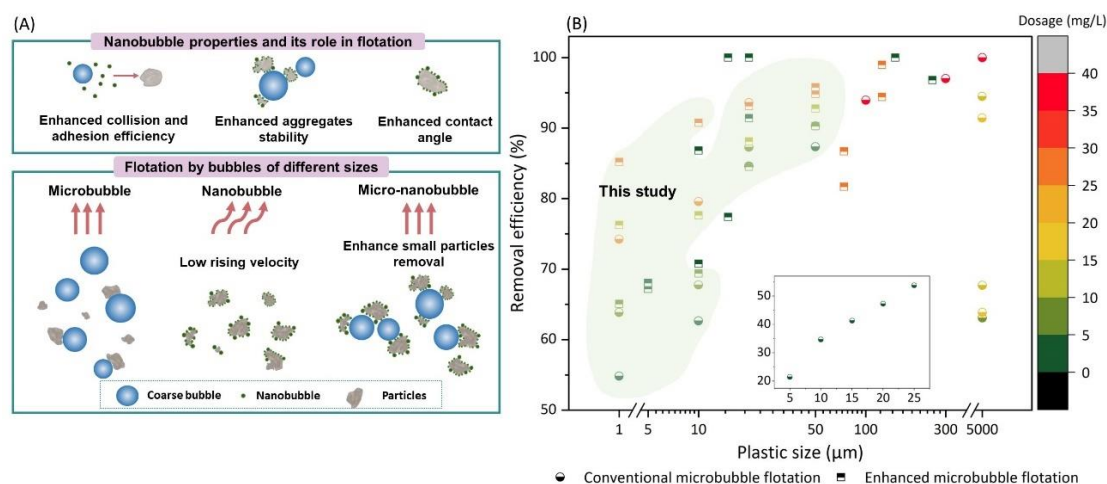 (A)
Nanobubble properties and its role in flotation
Enhanced collision and
adhesion efficiency
Enhanced aggregates
stability
Enhanced contact
angle
Flotation by bubbles of different sizes
Microbubble
Nanobubble
Micro-nanobubble
Low rising velocity
Enhance small particles
removal
Coarse bubble
Nanobubble
Particles
(B)
Dosage (mg/L)
Removal efficiency (%)
100
90
80
70
60
50
This study
50
40
30
20
5 10 15 20 25
1 5 10 50 100 300 5000
Plastic size (μm)
40
35
30
25
20
15
10
5
0
Conventional microbubble flotation
Enhanced microbubble flotation